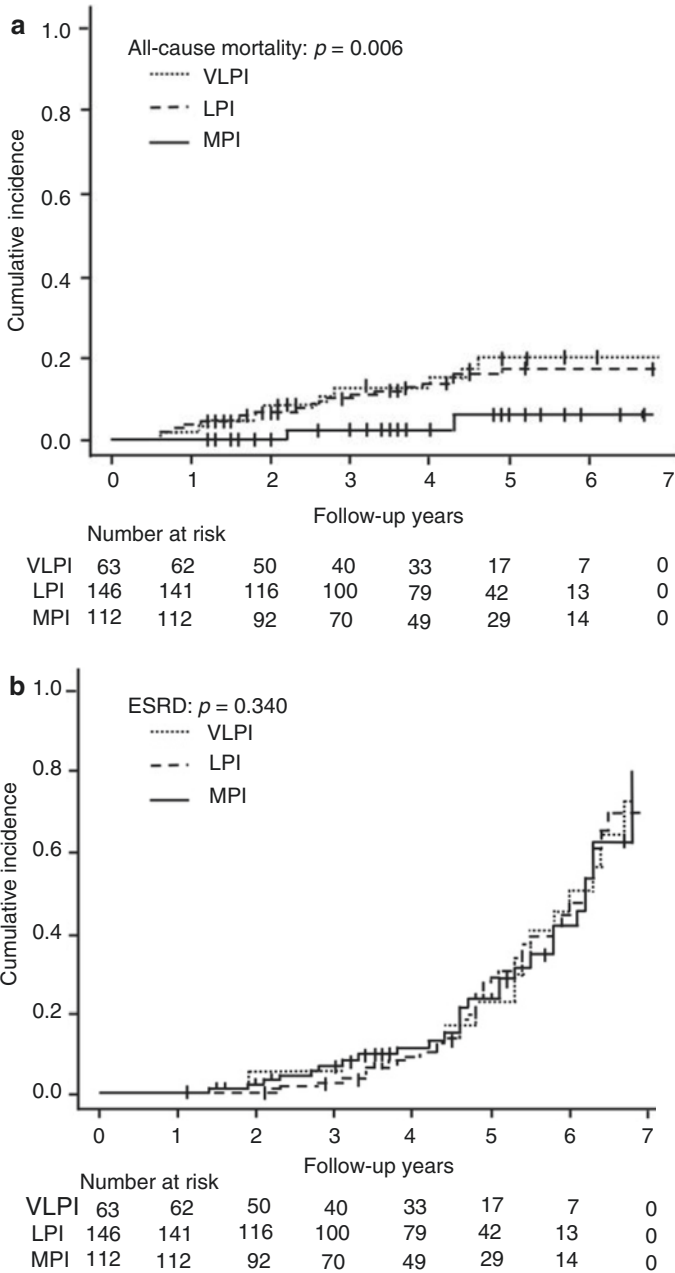 a
All-cause mortality: p = 0.006
VLPI
LPI
MPI
Cumulative incidence
1.0
0.8
0.6
0.4
0.2
0.0
0 1 2 3 4 5 6 7
Follow-up years
Number at risk
VLPI 63 62 50 40 33 17 7 0
LPI 146 141 116 100 79 42 13 0
MPI 112 112 92 70 49 29 14 0
b
ESRD: p = 0.340
VLPI
LPI
MPI
Cumulative incidence
1.0
0.8
0.6
0.4
0.2
0.0
0 1 2 3 4 5 6 7
Follow-up years
Number at risk
VLPI 63 62 50 40 33 17 7 0
LPI 146 141 116 100 79 42 13 0
MPI 112 112 92 70 49 29 14 0